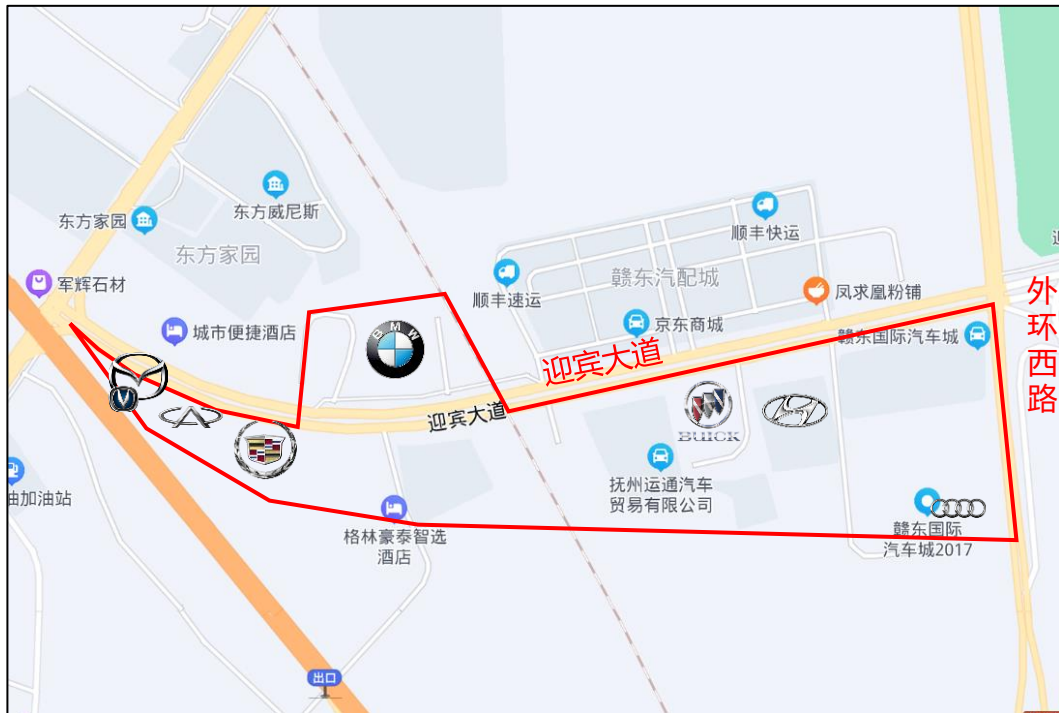 东方威尼斯
东方家园
东方家园
顺丰快运
赣东汽配城
军辉石材
顺丰速运
凤求凰粉铺
城市便捷酒店
京东商城
赣东国际汽车城
外
环
西
路
BMW
迎宾大道
迎宾大道
BUICK
抚州运通汽车
贸易有限公司
油加油站
格林豪泰智选
酒店
赣东国际
汽车城2017
出口